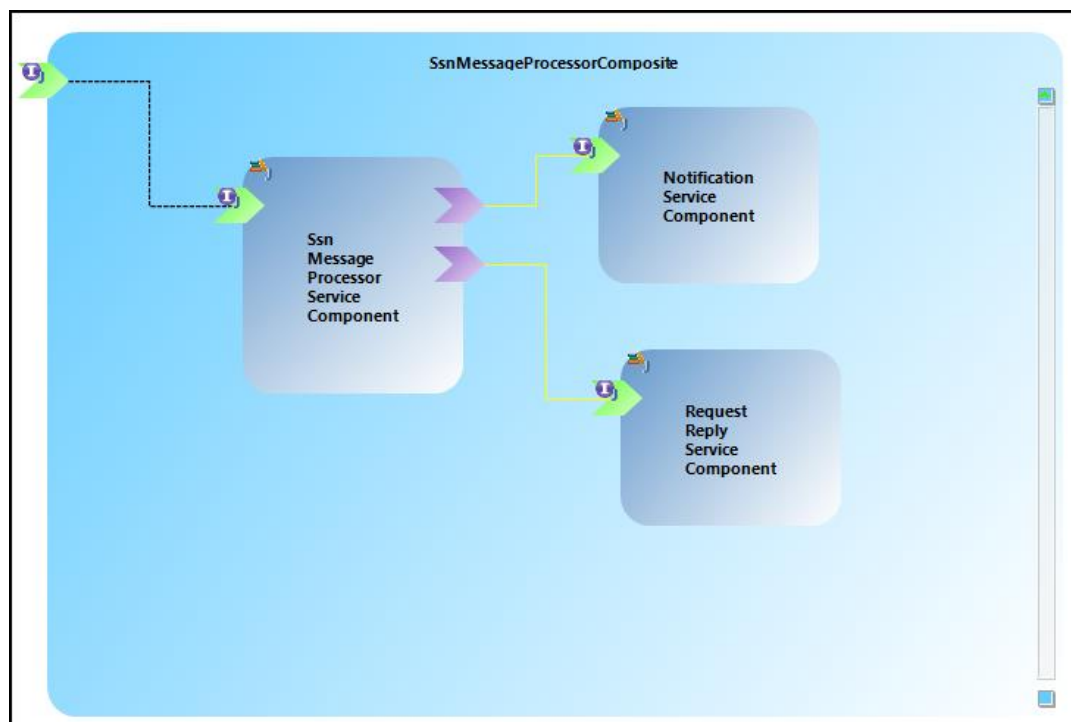 SsnMessageProcessorComposite
Notification
Service
Component
Ssn
Message
Processor
Service
Component
Request
Reply
Service
Component